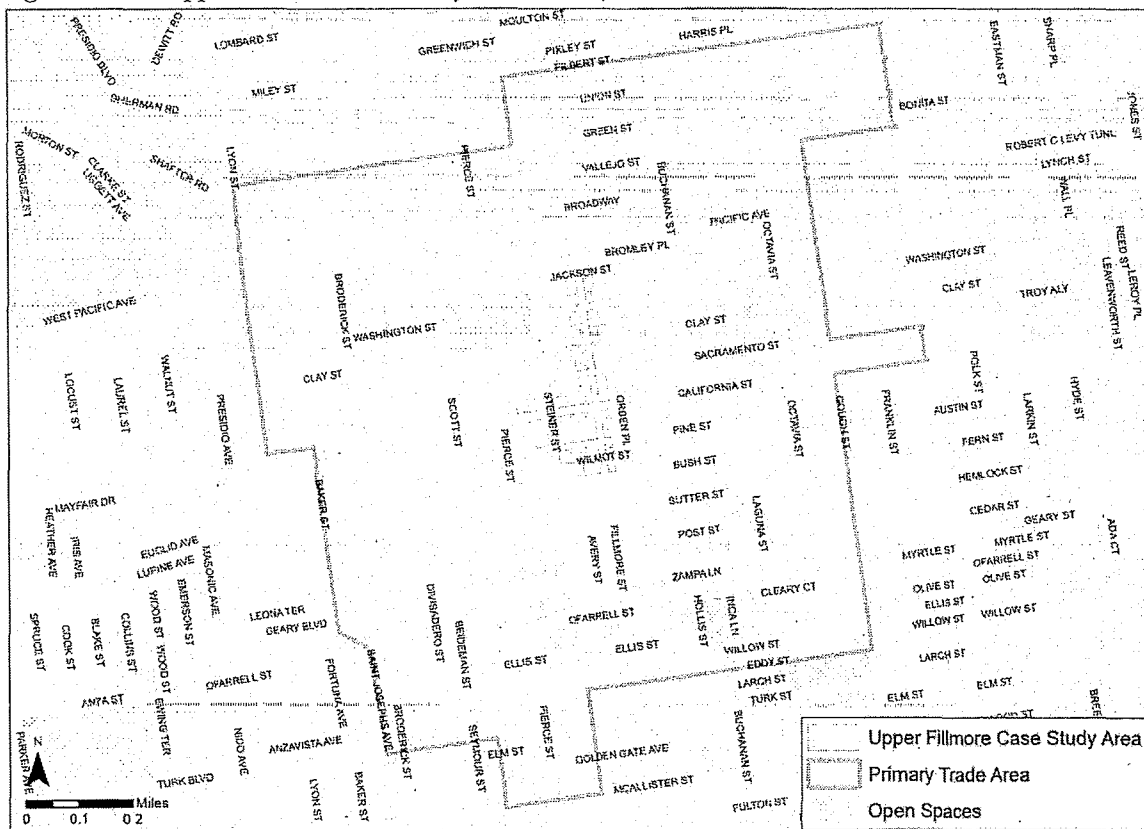 MOULTON ST
HARRIS PL
PRESIDIO BLVD
DEWITT RD
LOMBARD ST
GREENWICH ST
PIXLEY ST
FILBERT ST
EASTMAN ST
SHARP PL
SHERMAN RD
MILEY ST
UNION ST
BONITA ST
JONES ST
MORTON ST
GREEN ST
ROBERT C LEVY TUNL
RODRIGUEZ ST
CLARKE ST
LIGGETT AVE
SHAFTER RD
LYON ST
PIERCE ST
VALLEJO ST
BUCHANAN ST
LYNCH ST
WALL PL
BROADWAY
PACIFIC AVE
BROMLEY PL
OCTAVIA ST
REED ST
LEROY PL
JACKSON ST
WASHINGTON ST
LEAVENWORTH ST
WEST PACIFIC AVE
BRODERICK ST
WASHINGTON ST
CLAY ST
TROY ALY
CLAY ST
SACRAMENTO ST
LOCUST ST
LAUREL ST
WALNUT ST
CLAY ST
PRESIDIO AVE
CALIFORNIA ST
POLK ST
HYDE ST
SCOTT ST
STEINER ST
ORBEN PL
PINE ST
OCTAVIA ST
GOUGH ST
FRANKLIN ST
AUSTIN ST
LARKIN ST
PIERCE ST
FERN ST
WILMOT ST
BUSH ST
HEMLOCK ST
MAYFAIR DR
BAKER ST
SUTTER ST
LAGUNA ST
CEDAR ST
GEARY ST
HEATHER AVE
IRIS AVE
EUCLID AVE
LUPINE AVE
MASONIC AVE
AVERY ST
FILLMORE ST
POST ST
MYRTLE ST
MYRTLE ST
ADA CT
OFARRELL ST
ZAMPA LN
CLEARY CT
OLIVE ST
OLIVE ST
SPRUCE ST
COOK ST
BLAKE ST
COLLINS ST
WOOD ST
WOOD ST
EMERSON ST
LEONA TER
GEARY BLVD
DIVISADERO ST
BEIDEMAN ST
OFARRELL ST
HOLLIS ST
INCA LN
ELLIS ST
WILLOW ST
WILLOW ST
ELLIS ST
ELLIS ST
WILLOW ST
EDDY ST
LARCH ST
LARCH ST
TURK ST
ANZA ST
OFARRELL ST
EWING TER
FORTUNA AVE
SAINT JOSEPHS AVE
BRODERICK ST
SEYMOUR ST
PIERCE ST
ELM ST
ELM ST
BREE
PARKER AVE
NIDO AVE
ANZAVISTA AVE
ELM ST
GOLDEN GATE AVE
BUCHANAN ST
TURK BLVD
LYON ST
BAKER ST
MCALLISTER ST
FULTON ST
N
Miles
0 0.1 0.2
Upper Fillmore Case Study Area
Primary Trade Area
Open Spaces